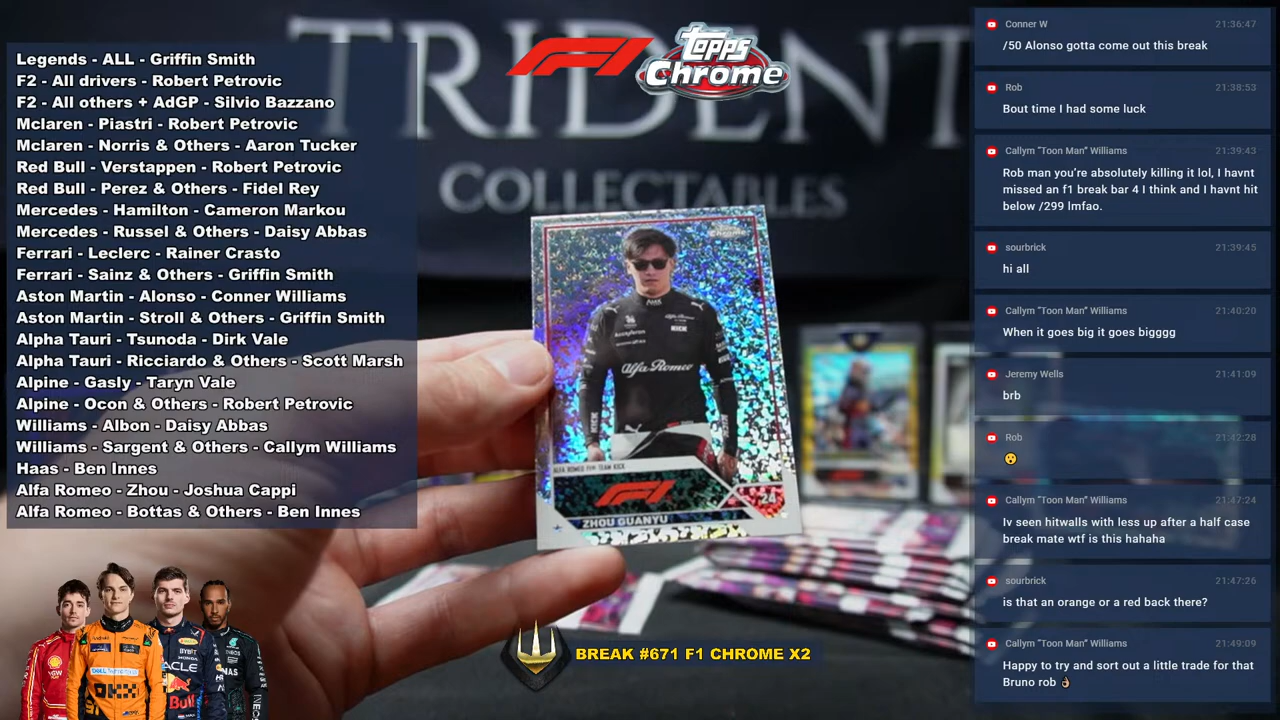 TRIDENT
COLLECTABLES
F1
Topps
Chrome
Legends - ALL - Griffin Smith
F2 - All drivers - Robert Petrovic
F2 - All others + AdGP - Silvio Bazzano
Mclaren - Piastri - Robert Petrovic
Mclaren - Norris & Others - Aaron Tucker
Red Bull - Verstappen - Robert Petrovic
Red Bull - Perez & Others - Fidel Rey
Mercedes - Hamilton - Cameron Markou
Mercedes - Russel & Others - Daisy Abbas
Ferrari - Leclerc - Rainer Crasto
Ferrari - Sainz & Others - Griffin Smith
Aston Martin - Alonso - Conner Williams
Aston Martin - Stroll & Others - Griffin Smith
Alpha Tauri - Tsunoda - Dirk Vale
Alpha Tauri - Ricciardo & Others - Scott Marsh
Alpine - Gasly - Taryn Vale
Alpine - Ocon & Others - Robert Petrovic
Williams - Albon - Daisy Abbas
Williams - Sargent & Others - Callym Williams
Haas - Ben Innes
Alfa Romeo - Zhou - Joshua Cappi
Alfa Romeo - Bottas & Others - Ben Innes
Chrome
KICK
Alfa Romeo
KICK
ALFA ROMEO F1® TEAM KICK
F1
24
ZHOU GUANYU
BREAK #671 F1 CHROME X2
Conner W 21:36:47
/50 Alonso gotta come out this break
Rob 21:38:53
Bout time I had some luck
Callym "Toon Man" Williams 21:39:43
Rob man you're absolutely killing it lol, I havnt
missed an f1 break bar 4 I think and I havnt hit
below /299 lmfao.
sourbrick 21:39:45
hi all
Callym "Toon Man" Williams 21:40:20
When it goes big it goes bigggg
Jeremy Wells 21:41:09
brb
Rob 21:42:28
😮
Callym "Toon Man" Williams 21:47:24
Iv seen hitwalls with less up after a half case
break mate wtf is this hahaha
sourbrick 21:47:26
is that an orange or a red back there?
Callym "Toon Man" Williams 21:49:09
Happy to try and sort out a little trade for that
Bruno rob 👌🏼